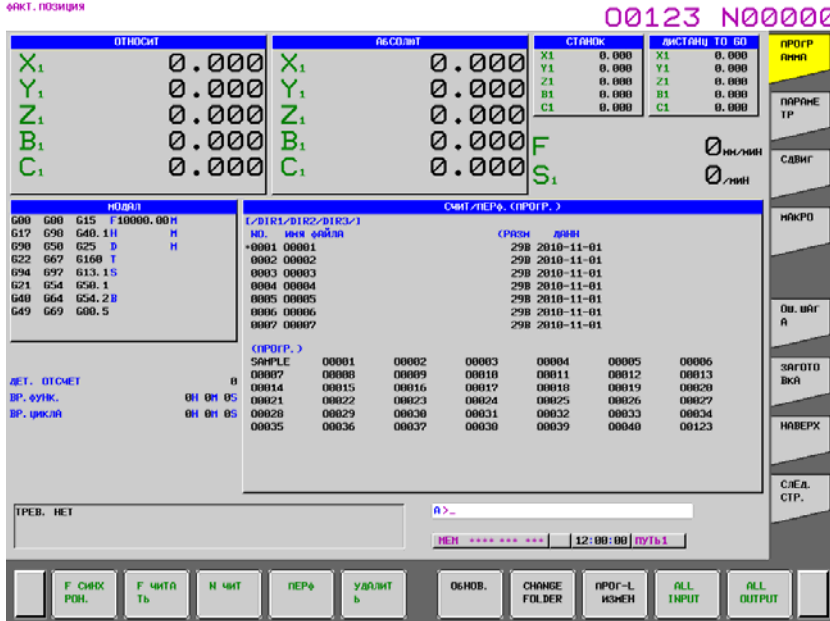 ФАКТ. ПОЗИЦИЯ
O0123 N00000
ОТНОСИТ
X1 0.000
Y1 0.000
Z1 0.000
B1 0.000
C1 0.000
АБСОЛЮТ
X1 0.000
Y1 0.000
Z1 0.000
B1 0.000
C1 0.000
СТАНОК
X1 0.000
Y1 0.000
Z1 0.000
B1 0.000
C1 0.000
ДИСТАНЦ TO GO
X1 0.000
Y1 0.000
Z1 0.000
B1 0.000
C1 0.000
F 0 мм/мин
S1 0 /мин
МОДАЛ
G00 G80 G15 F10000.00 M
G17 G98 G40.1 H M
G90 G50 G25 D M
G22 G67 G160 T
G94 G97 G13.1 S
G21 G54 G50.1
G40 G64 G54.2 B
G49 G69 G80.5
ДЕТ. ОТСЧЕТ 0
ВР.ФУНК. 0H 0M 0S
ВР.ЦИКЛА 0H 0M 0S
СЧИТ/ПЕРФ.(ПРОГР.)
[/DIR1/DIR2/DIR3/]
NO. ИМЯ ФАЙЛА (РАЗМ ДАНН
*0001 O0001 29B 2010-11-01
0002 O0002 29B 2010-11-01
0003 O0003 29B 2010-11-01
0004 O0004 29B 2010-11-01
0005 O0005 29B 2010-11-01
0006 O0006 29B 2010-11-01
0007 O0007 29B 2010-11-01
(ПРОГР.)
SAMPLE O0001 O0002 O0003 O0004 O0005 O0006
O0007 O0008 O0009 O0010 O0011 O0012 O0013
O0014 O0015 O0016 O0017 O0018 O0019 O0020
O0021 O0022 O0023 O0024 O0025 O0026 O0027
O0028 O0029 O0030 O0031 O0032 O0033 O0034
O0035 O0036 O0037 O0038 O0039 O0040 O0123
ТРЕВ. НЕТ
A>_
MEM **** *** *** 12:00:00 ПУТЬ1
ПРОГР
АММА
ПАРАМЕ
ТР
СДВИГ
МАКРО
ОШ. ШАГ
А
ЗАГОТО
ВКА
НАВЕРХ
СЛЕД.
СТР.
F СИНХ
РОН.
F ЧИТА
ТЬ
N ЧИТ
ПЕРФ
УДАЛИТ
Ь
ОБНОВ.
CHANGE
FOLDER
ПРОГ-L
ИЗМЕН
ALL
INPUT
ALL
OUTPUT